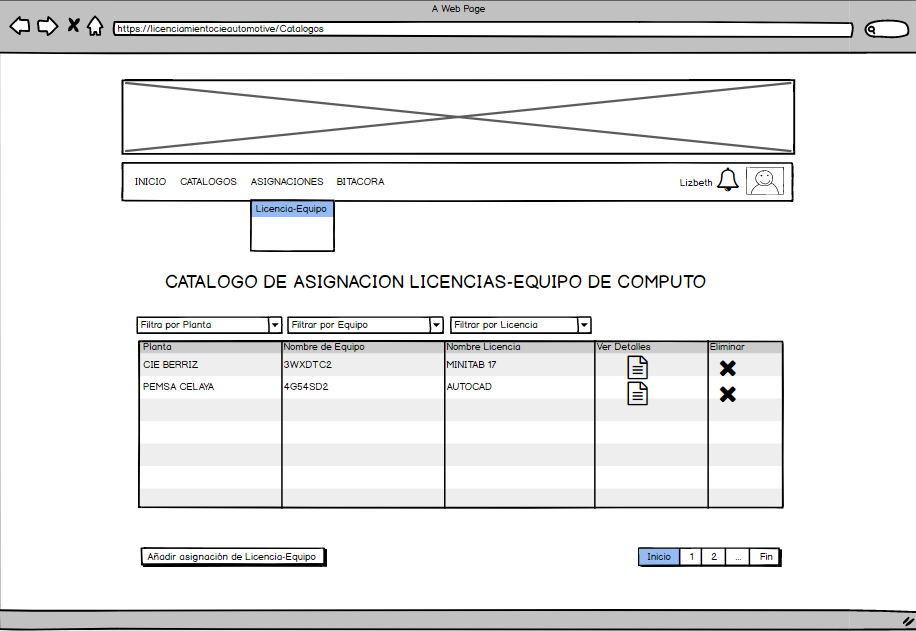 A Web Page
https://licenciamientocieautomotive/Catalogos
INICIO CATALOGOS ASIGNACIONES BITACORA Lizbeth
Licencia-Equipo
CATALOGO DE ASIGNACION LICENCIAS-EQUIPO DE COMPUTO
Filtra por Planta Filtrar por Equipo Filtrar por Licencia
Planta Nombre de Equipo Nombre Licencia Ver Detalles Eliminar
CIE BERRIZ 3WXDTC2 MINITAB 17
PEMSA CELAYA 4G54SD2 AUTOCAD
Añadir asignación de Licencia-Equipo Inicio 1 2 ... Fin